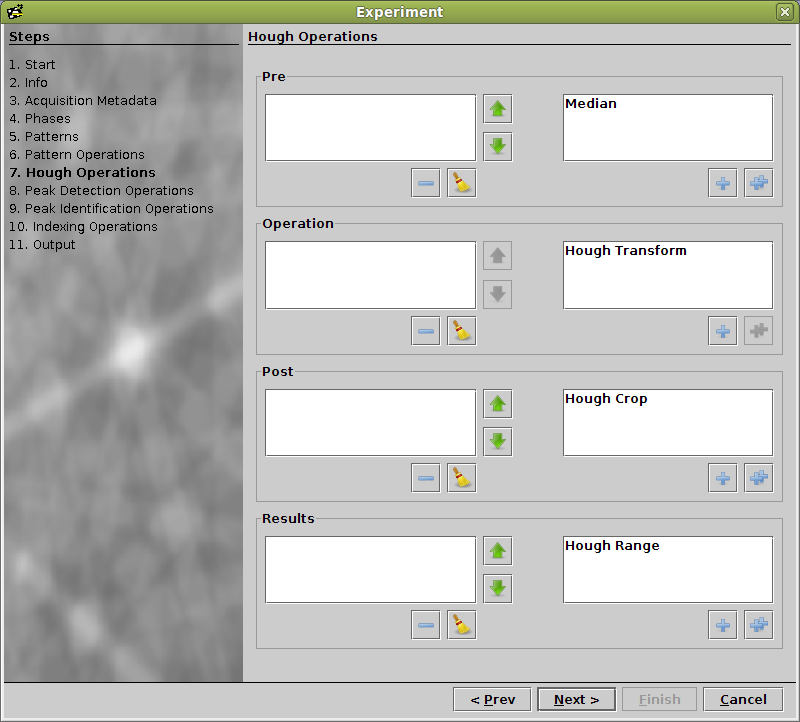 Experiment
Steps
1. Start
2. Info
3. Acquisition Metadata
4. Phases
5. Patterns
6. Pattern Operations
7. Hough Operations
8. Peak Detection Operations
9. Peak Identification Operations
10. Indexing Operations
11. Output
Hough Operations
Pre
Median
Operation
Hough Transform
Post
Hough Crop
Results
Hough Range
< Prev
Next >
Finish
Cancel